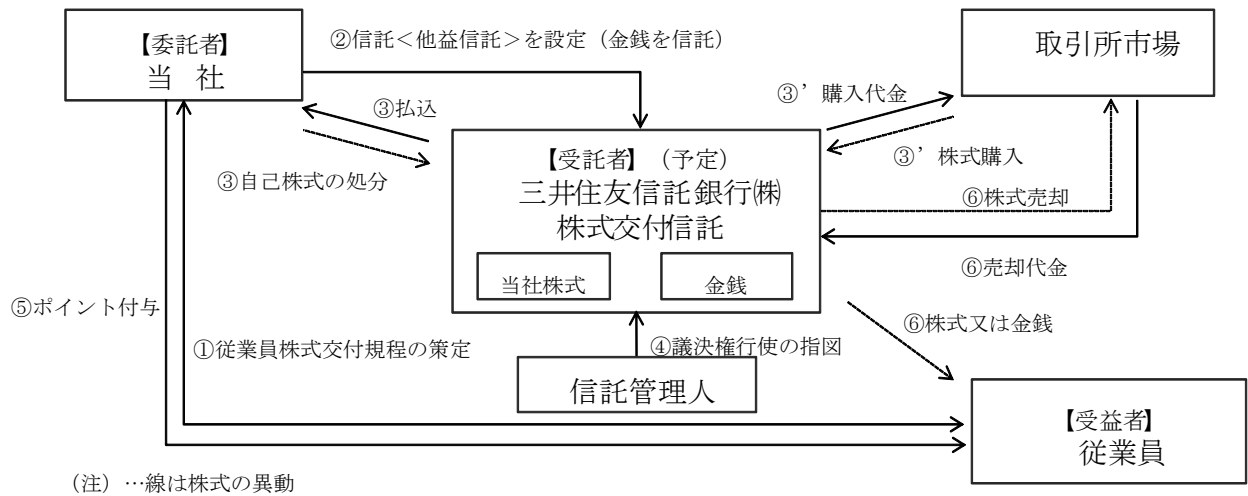 【委託者】
当 社
②信託＜他益信託＞を設定（金銭を信託）
取引所市場
③払込
③自己株式の処分
③’購入代金
③’株式購入
【受託者】（予定）
三井住友信託銀行㈱
株式交付信託
当社株式
金銭
⑥株式売却
⑥売却代金
⑤ポイント付与
①従業員株式交付規程の策定
④議決権行使の指図
信託管理人
⑥株式又は金銭
【受益者】
従業員
（注）…線は株式の異動